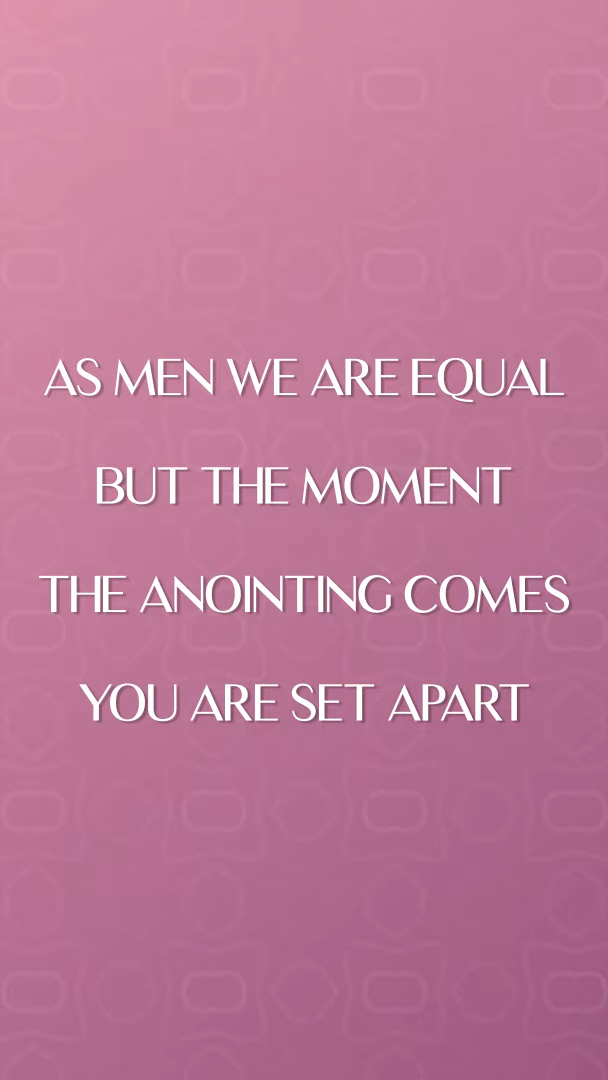 AS MEN WE ARE EQUAL
BUT THE MOMENT
THE ANOINTING COMES
YOU ARE SET APART